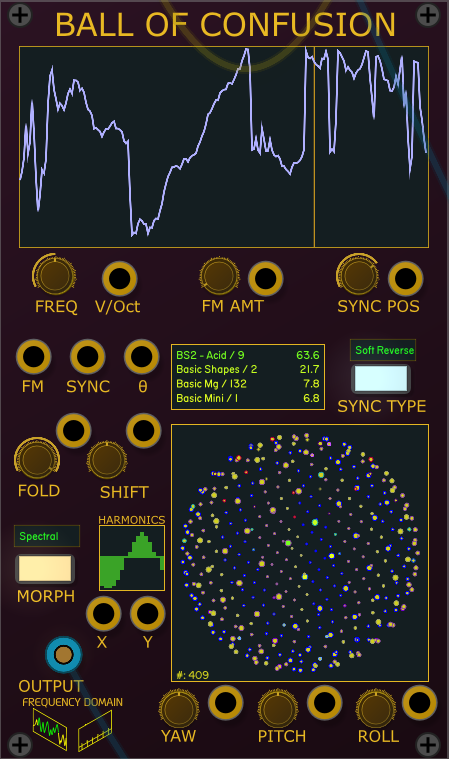 BALL OF CONFUSION
FREQ V/Oct FM AMT SYNC POS
FM SYNC θ
BS2 - Acid / 9 63.6
Basic Shapes / 2 21.7
Basic Mg / 132 7.8
Basic Mini / 1 6.8
Soft Reverse
SYNC TYPE
FOLD SHIFT
Spectral
MORPH
HARMONICS
X Y
OUTPUT
#: 409
YAW PITCH ROLL
FREQUENCY DOMAIN